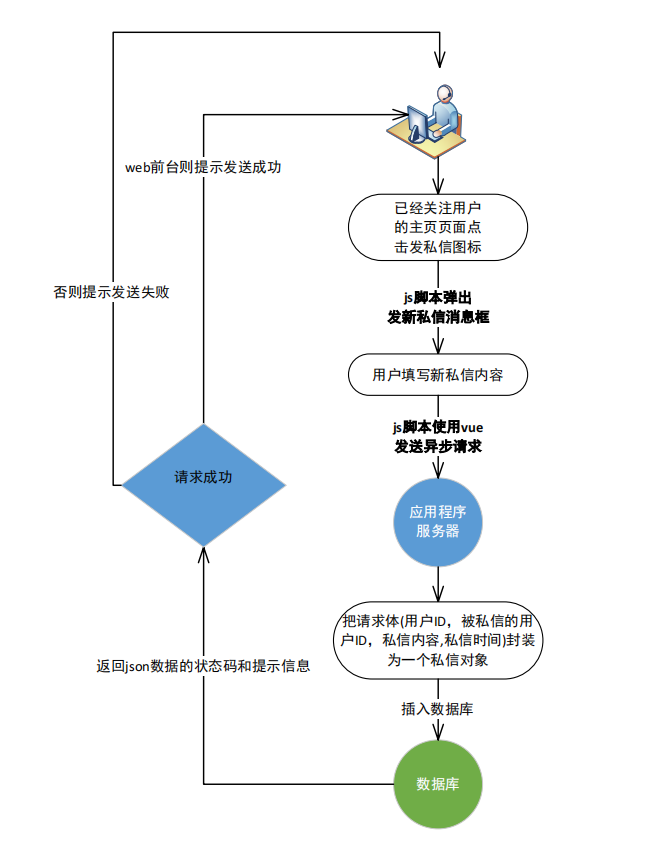 web前台则提示发送成功
已经关注用户
的主页页面点
击发私信图标
否则提示发送失败
js脚本弹出
发新私信消息框
用户填写新私信内容
js脚本使用vue
发送异步请求
请求成功
应用程序
服务器
把请求体(用户ID，被私信的用
户ID，私信内容,私信时间)封装
为一个私信对象
返回json数据的状态码和提示信息
插入数据库
数据库